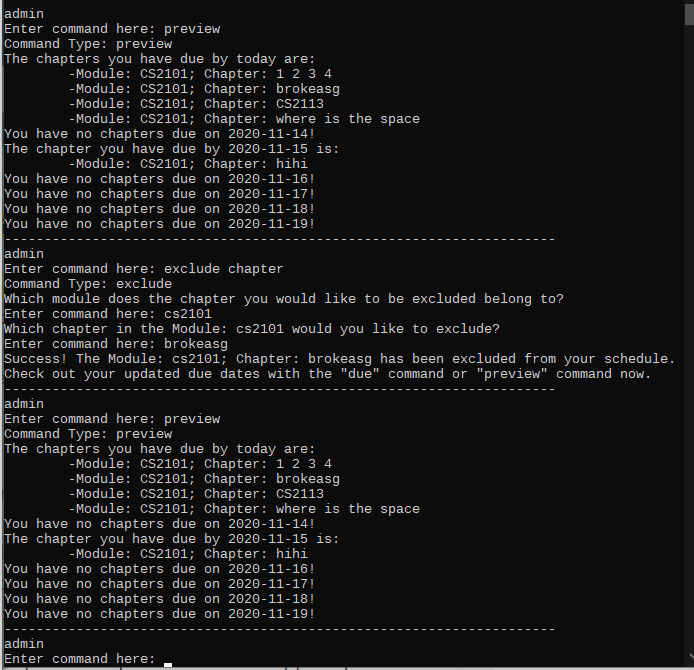 admin
Enter command here: preview
Command Type: preview
The chapters you have due by today are:
        -Module: CS2101; Chapter: 1 2 3 4
        -Module: CS2101; Chapter: brokeasg
        -Module: CS2101; Chapter: CS2113
        -Module: CS2101; Chapter: where is the space
You have no chapters due on 2020-11-14!
The chapter you have due by 2020-11-15 is:
        -Module: CS2101; Chapter: hihi
You have no chapters due on 2020-11-16!
You have no chapters due on 2020-11-17!
You have no chapters due on 2020-11-18!
You have no chapters due on 2020-11-19!
---------------------------------------------------------------------
admin
Enter command here: exclude chapter
Command Type: exclude
Which module does the chapter you would like to be excluded belong to?
Enter command here: cs2101
Which chapter in the Module: cs2101 would you like to exclude?
Enter command here: brokeasg
Success! The Module: cs2101; Chapter: brokeasg has been excluded from your schedule.
Check out your updated due dates with the "due" command or "preview" command now.
---------------------------------------------------------------------
admin
Enter command here: preview
Command Type: preview
The chapters you have due by today are:
        -Module: CS2101; Chapter: 1 2 3 4
        -Module: CS2101; Chapter: brokeasg
        -Module: CS2101; Chapter: CS2113
        -Module: CS2101; Chapter: where is the space
You have no chapters due on 2020-11-14!
The chapter you have due by 2020-11-15 is:
        -Module: CS2101; Chapter: hihi
You have no chapters due on 2020-11-16!
You have no chapters due on 2020-11-17!
You have no chapters due on 2020-11-18!
You have no chapters due on 2020-11-19!
---------------------------------------------------------------------
admin
Enter command here: